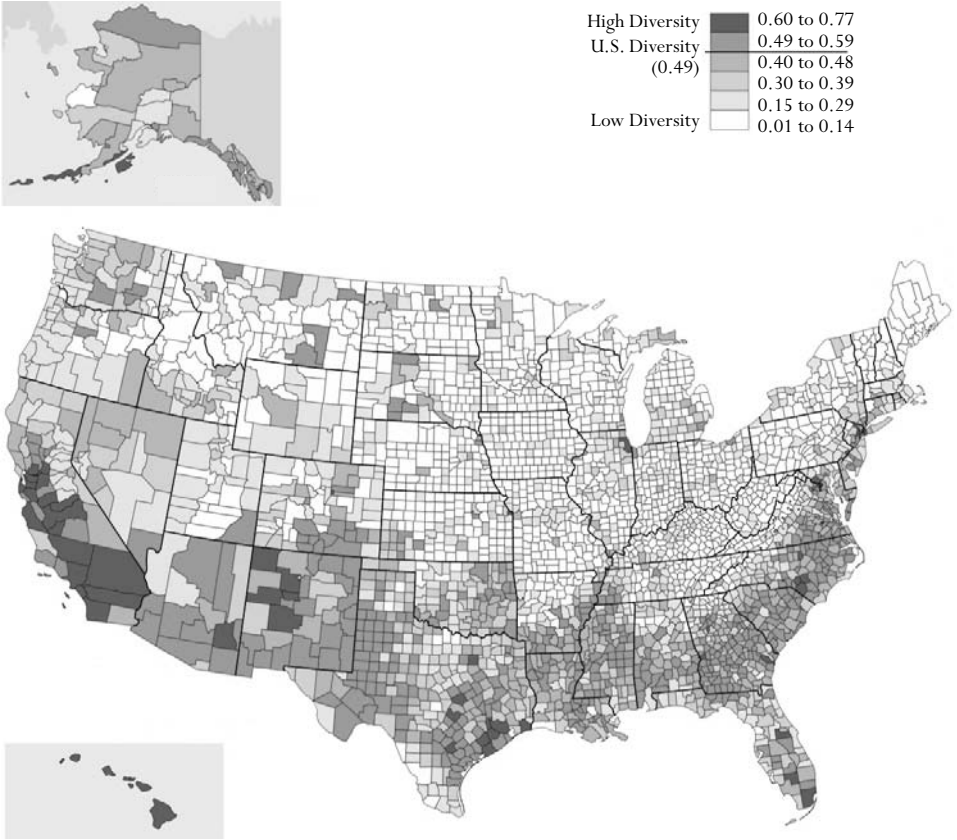 High Diversity 0.60 to 0.77
U.S. Diversity 0.49 to 0.59
(0.49) 0.40 to 0.48
0.30 to 0.39
0.15 to 0.29
Low Diversity 0.01 to 0.14